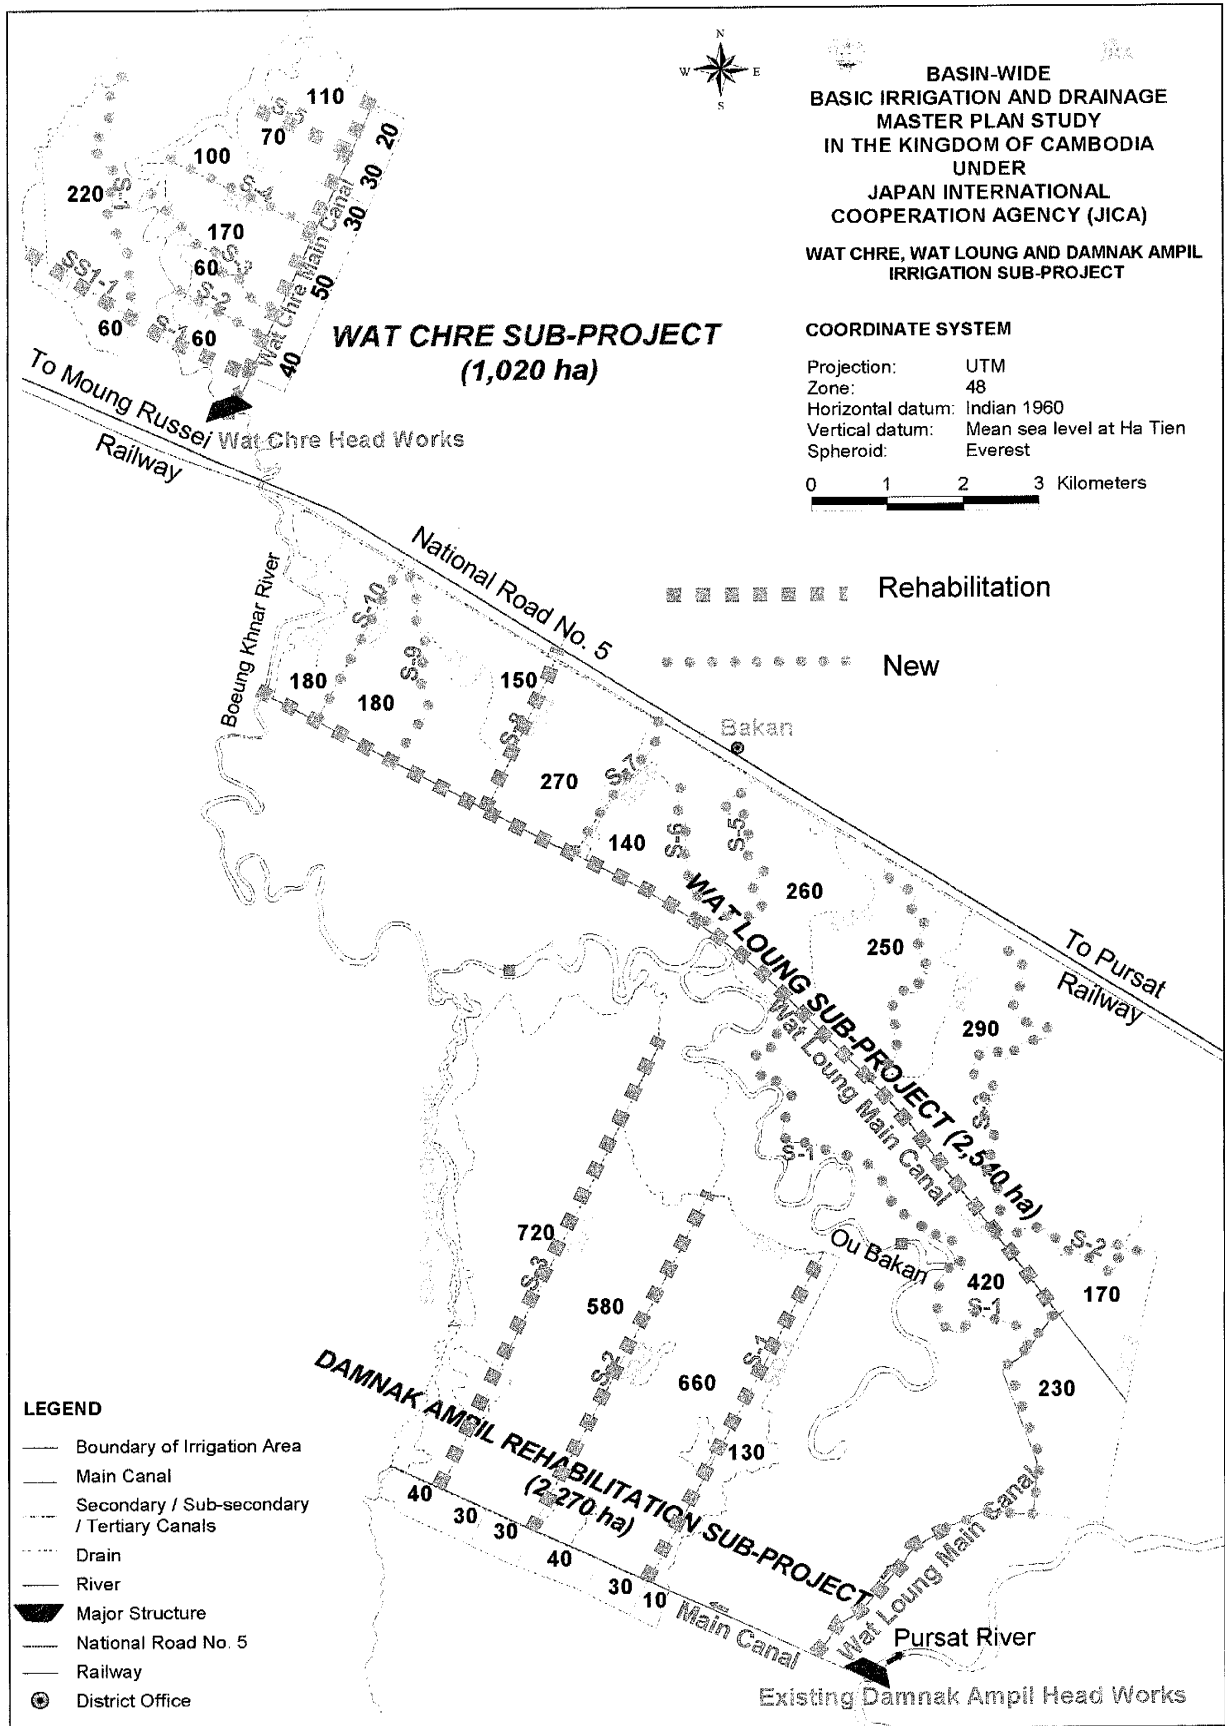 N
W
E
S
BASIN-WIDE
BASIC IRRIGATION AND DRAINAGE
MASTER PLAN STUDY
IN THE KINGDOM OF CAMBODIA
UNDER
JAPAN INTERNATIONAL
COOPERATION AGENCY (JICA)
WAT CHRE, WAT LOUNG AND DAMNAK AMPIL
IRRIGATION SUB-PROJECT
COORDINATE SYSTEM
Projection: UTM
Zone: 48
Horizontal datum: Indian 1960
Vertical datum: Mean sea level at Ha Tien
Spheroid: Everest
0 1 2 3 Kilometers
Rehabilitation
New
110
70
20
100
S-4
30
220
S-1
30
170
S-3
60
S-2
50
SS1-1
60
S-1
60
40
Wat Chre Main Canal
WAT CHRE SUB-PROJECT
(1,020 ha)
To Moung Russei
Railway
Wat Chre Head Works
National Road No. 5
Boeung Khnar River
S-10
S-9
180
180
150
S-8
270
S-7
140
S-6
Bakan
S-5
260
250
290
To Pursat
Railway
WAT LOUNG SUB-PROJECT (2,540 ha)
Wat Loung Main Canal
S-1
Ou Bakan
S-2
420
S-1
170
230
720
S-3
580
S-2
660
S-1
130
DAMNAK AMPIL REHABILITATION SUB-PROJECT
(2,270 ha)
40
30
30
40
30
10
Main Canal
Wat Loung Main Canal
Pursat River
Existing Damnak Ampil Head Works
LEGEND
Boundary of Irrigation Area
Main Canal
Secondary / Sub-secondary
/ Tertiary Canals
Drain
River
Major Structure
National Road No. 5
Railway
District Office